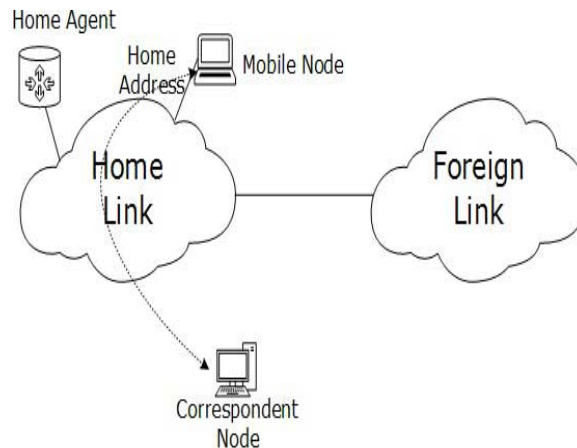 Home Agent
Home
Address
Mobile Node
Home
Link
Foreign
Link
Correspondent
Node